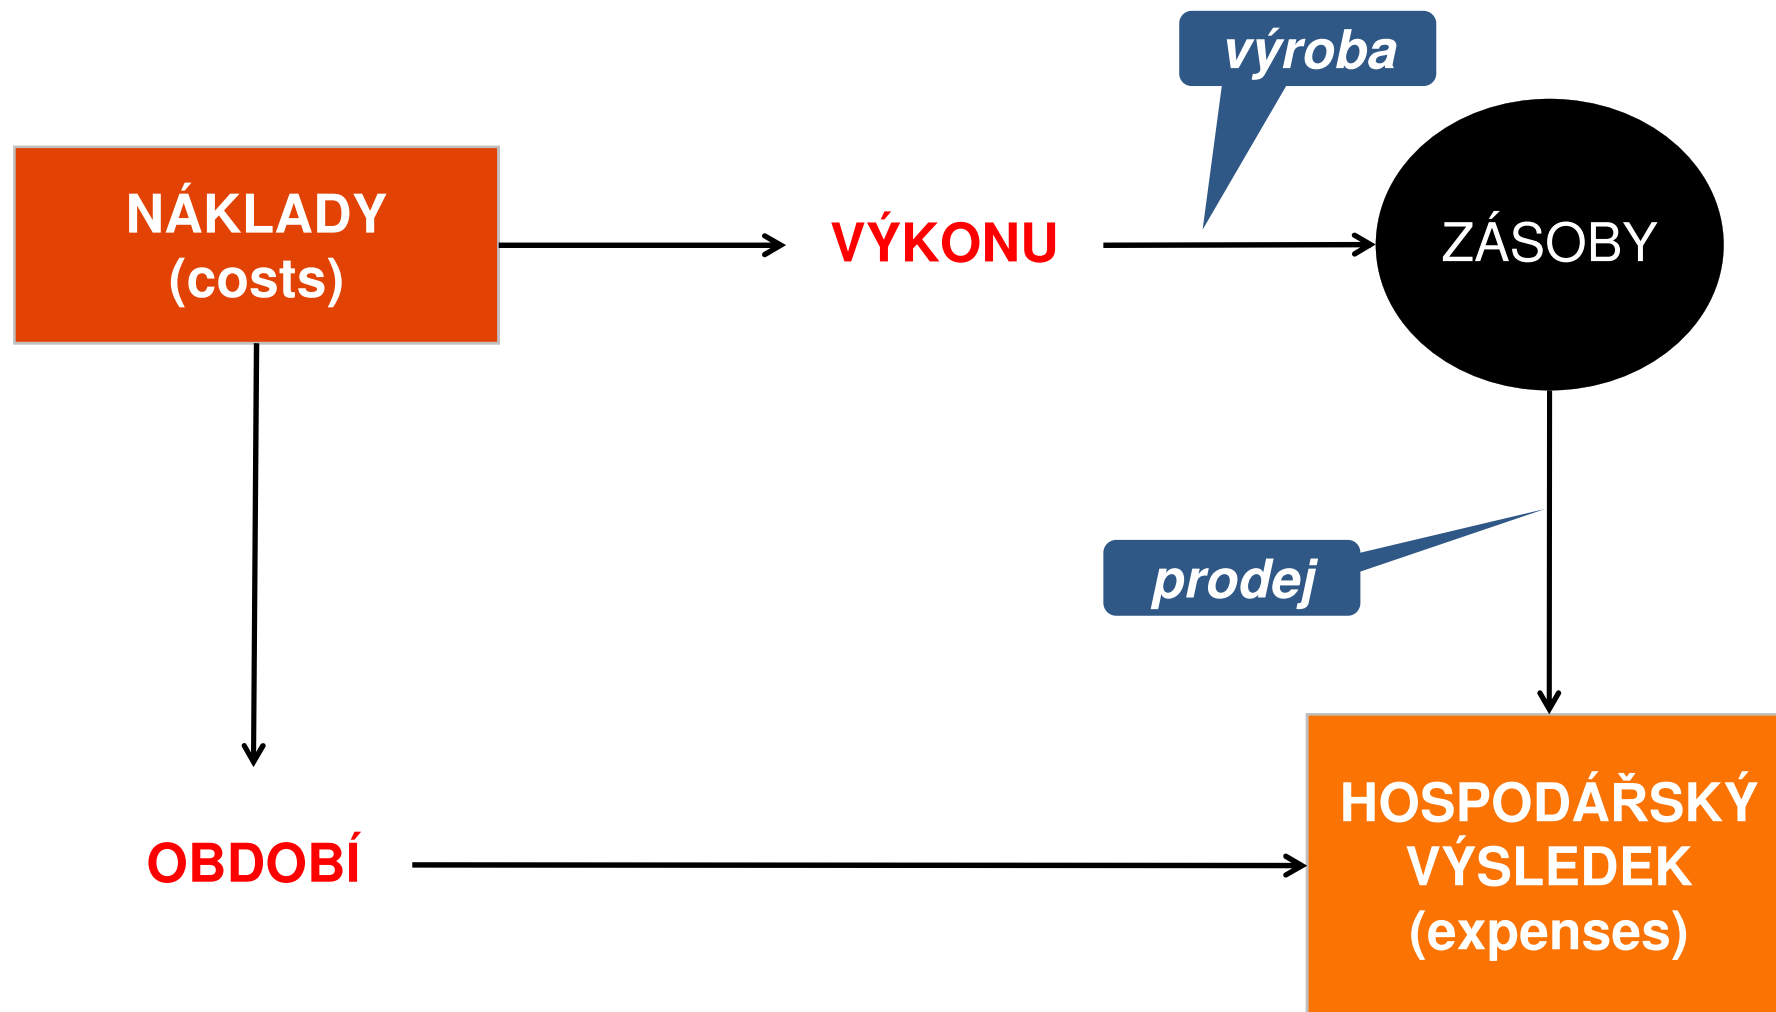 výroba
NÁKLADY
(costs)
VÝKONU
ZÁSOBY
prodej
OBDOBÍ
HOSPODÁŘSKÝ
VÝSLEDEK
(expenses)